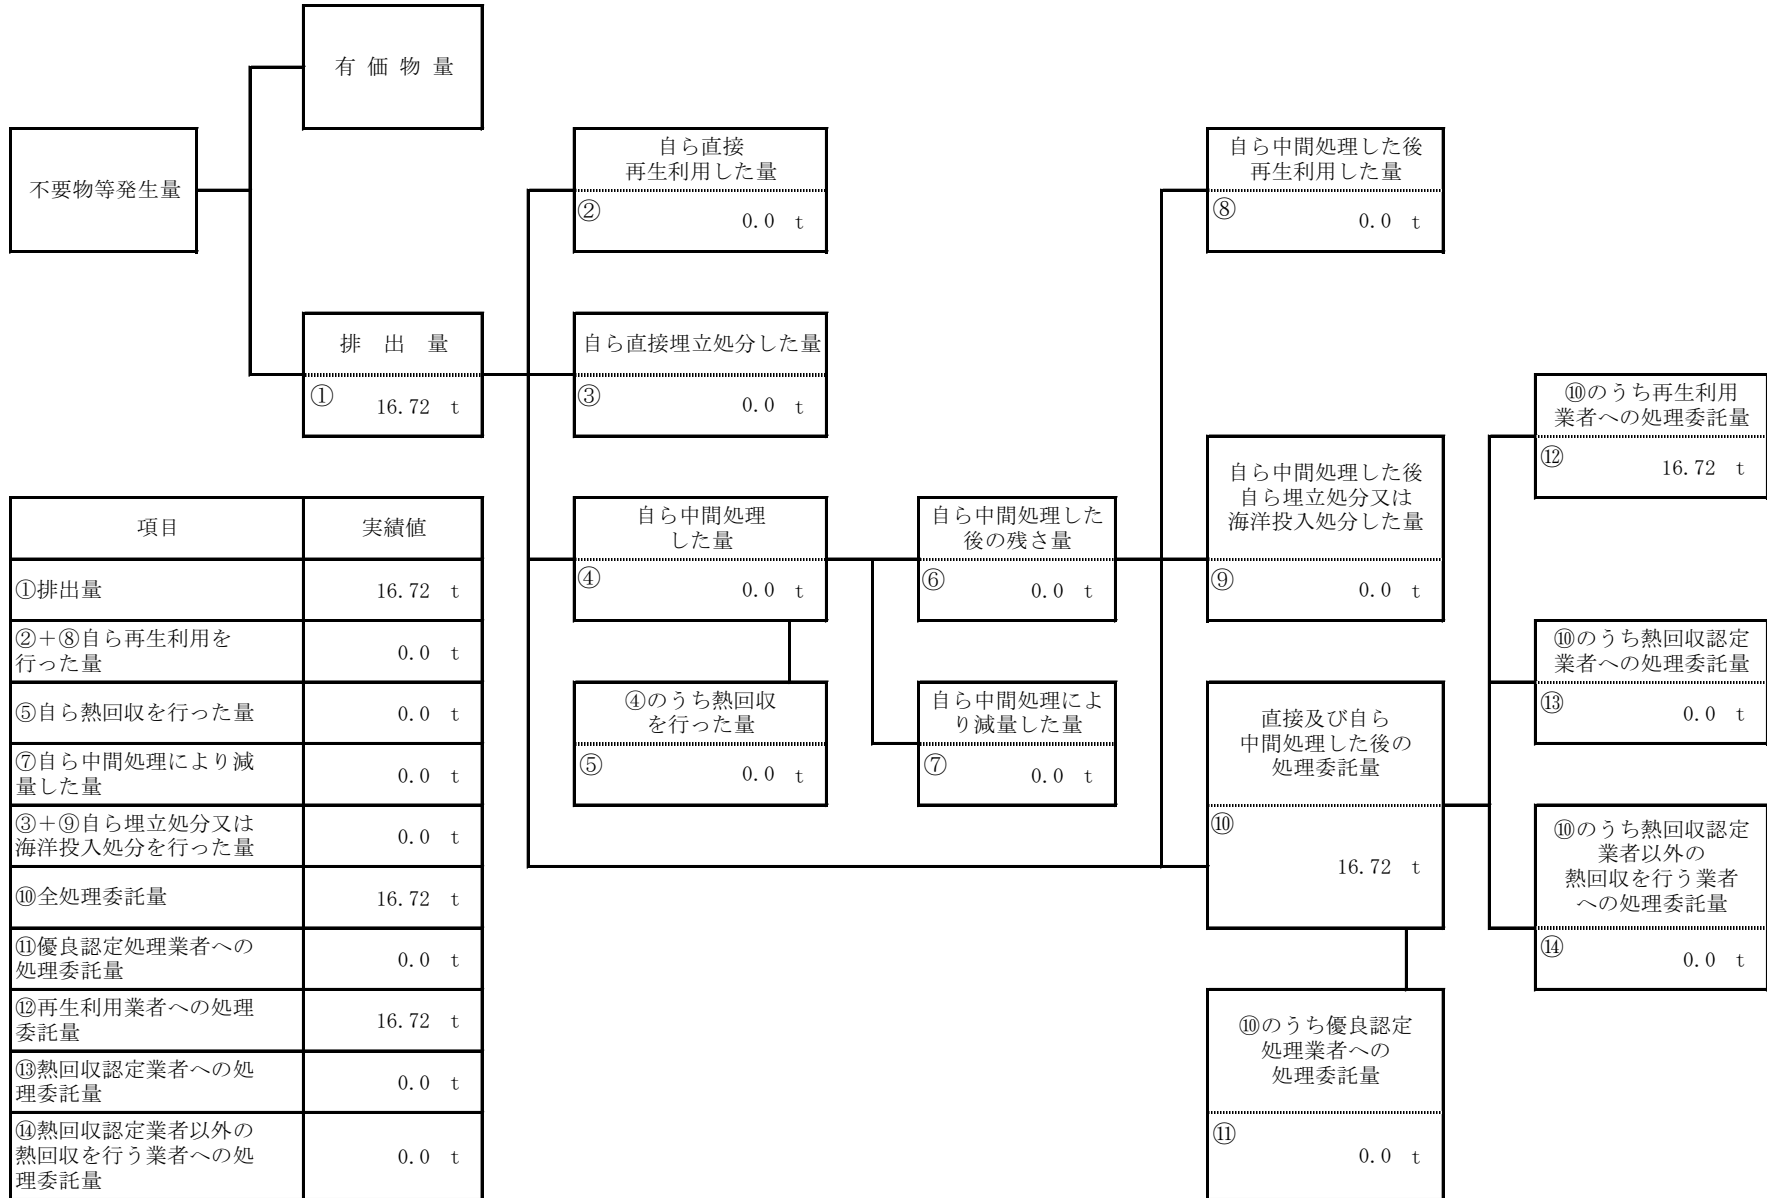 有 価 物 量
不要物等発生量
自ら直接
再生利用した量
②
0.0 t
自ら中間処理した後
再生利用した量
⑧
0.0 t
排 出 量
①
16.72 t
自ら直接埋立処分した量
③
0.0 t
⑩のうち再生利用
業者への処理委託量
⑫
16.72 t
自ら中間処理
した量
④
0.0 t
自ら中間処理した
後の残さ量
⑥
0.0 t
自ら中間処理した後
自ら埋立処分又は
海洋投入処分した量
⑨
0.0 t
⑩のうち熱回収認定
業者への処理委託量
⑬
0.0 t
④のうち熱回収
を行った量
⑤
0.0 t
自ら中間処理によ
り減量した量
⑦
0.0 t
直接及び自ら
中間処理した後の
処理委託量
⑩
16.72 t
⑩のうち熱回収認定
業者以外の
熱回収を行う業者
への処理委託量
⑭
0.0 t
⑩のうち優良認定
処理業者への
処理委託量
⑪
0.0 t
項目 実績値
①排出量 16.72 t
②＋⑧自ら再生利用を
行った量 0.0 t
⑤自ら熱回収を行った量 0.0 t
⑦自ら中間処理により減
量した量 0.0 t
③＋⑨自ら埋立処分又は
海洋投入処分を行った量 0.0 t
⑩全処理委託量 16.72 t
⑪優良認定処理業者への
処理委託量 0.0 t
⑫再生利用業者への処理
委託量 16.72 t
⑬熱回収認定業者への処
理委託量 0.0 t
⑭熱回収認定業者以外の
熱回収を行う業者への処
理委託量 0.0 t